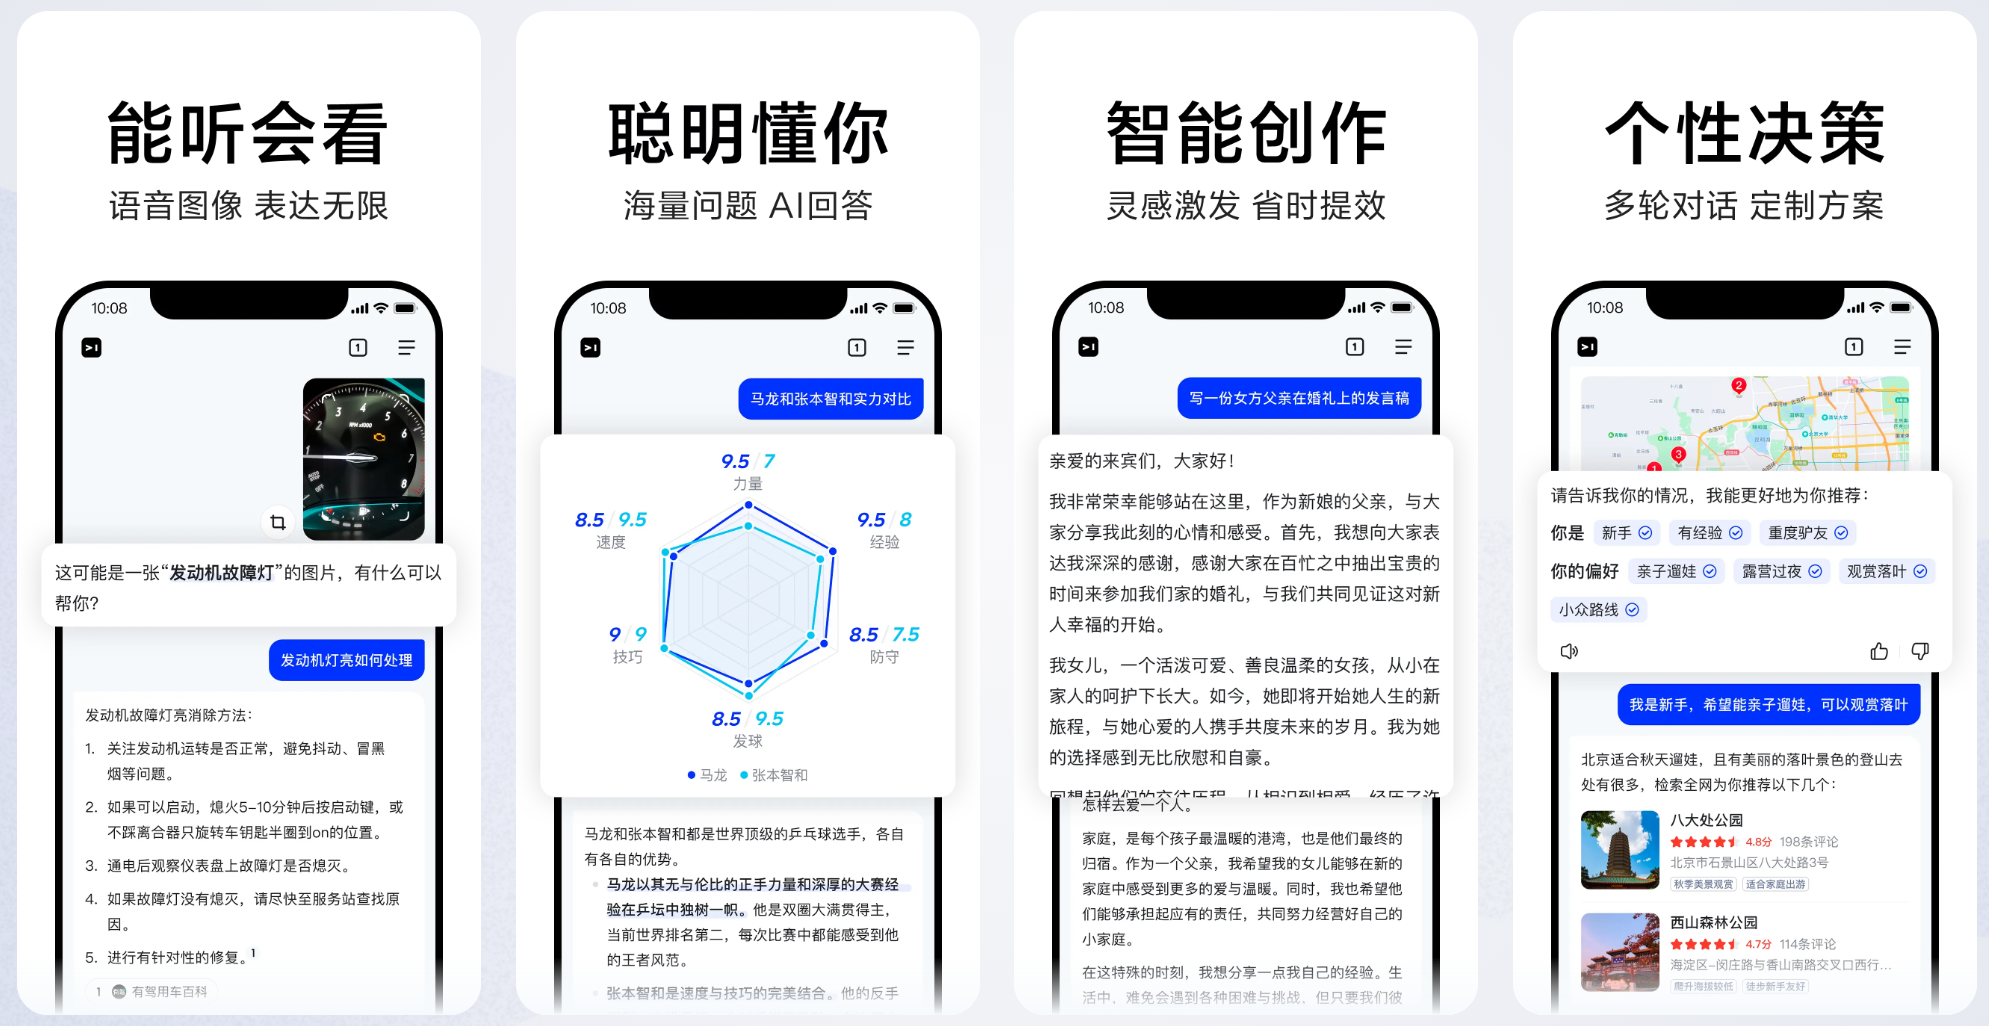 能听会看
语音图像 表达无限
10:08
1
3
4
5
2
6
RPM x1000
1
7
8
这可能是一张“发动机故障灯”的图片，有什么可以
帮你?
发动机灯亮如何处理
发动机故障灯亮消除方法：
1. 关注发动机运转是否正常，避免抖动、冒黑
烟等问题。
2. 如果可以启动，熄火5-10分钟后按启动键，或
不踩离合器只旋转车钥匙半圈到on的位置。
3. 通电后观察仪表盘上故障灯是否熄灭。
4. 如果故障灯没有熄灭，请尽快至服务站查找原
因。
5. 进行有针对性的修复。1
1 有驾用车百科
聪明懂你
海量问题 AI回答
10:08
1
马龙和张本智和实力对比
9.5 / 7
力量
8.5 / 9.5
速度
9.5 / 8
经验
9 / 9
技巧
8.5 / 7.5
防守
8.5 / 9.5
发球
马龙 张本智和
马龙和张本智和都是世界顶级的乒乓球选手，各自
有各自的优势。
马龙以其无与伦比的正手力量和深厚的大赛经
验在乒坛中独树一帜。他是双圈大满贯得主，
当前世界排名第二，每次比赛中都能感受到他
的王者风范。
张本智和是速度与技巧的完美结合。他的反手
智能创作
灵感激发 省时提效
10:08
1
写一份女方父亲在婚礼上的发言稿
亲爱的来宾们，大家好！
我非常荣幸能够站在这里，作为新娘的父亲，与大
家分享我此刻的心情和感受。首先，我想向大家表
达我深深的感谢，感谢大家在百忙之中抽出宝贵的
时间来参加我们家的婚礼，与我们共同见证这对新
人幸福的开始。
我女儿，一个活泼可爱、善良温柔的女孩，从小在
家人的呵护下长大。如今，她即将开始她人生的新
旅程，与她心爱的人携手共度未来的岁月。我为她
的选择感到无比欣慰和自豪。
回想起他们的交往历程，从相识到相爱，经历了许
怎样去爱一个人。
家庭，是每个孩子最温暖的港湾，也是他们最终的
归宿。作为一个父亲，我希望我的女儿能够在新的
家庭中感受到更多的爱与温暖。同时，我也希望他
们能够承担起应有的责任，共同努力经营好自己的
小家庭。
在这特殊的时刻，我想分享一点我自己的经验。生
活中，难免会遇到各种困难与挑战，但只要我们彼
个性决策
多轮对话 定制方案
10:08
1
2
3
1
请告诉我你的情况，我能更好地为你推荐：
你是 新手 有经验 重度驴友
你的偏好 亲子遛娃 露营过夜 观赏落叶
小众路线
我是新手，希望能亲子遛娃，可以观赏落叶
北京适合秋天遛娃，且有美丽的落叶景色的登山去
处有很多，检索全网为你推荐以下几个：
八大处公园
4.8分 198条评论
北京市石景山区八大处路3号
秋季美景观赏 适合家庭出游
西山森林公园
4.7分 114条评论
海淀区-闵庄路与香山南路交叉口西行...
爬升海拔较低 徒步新手友好